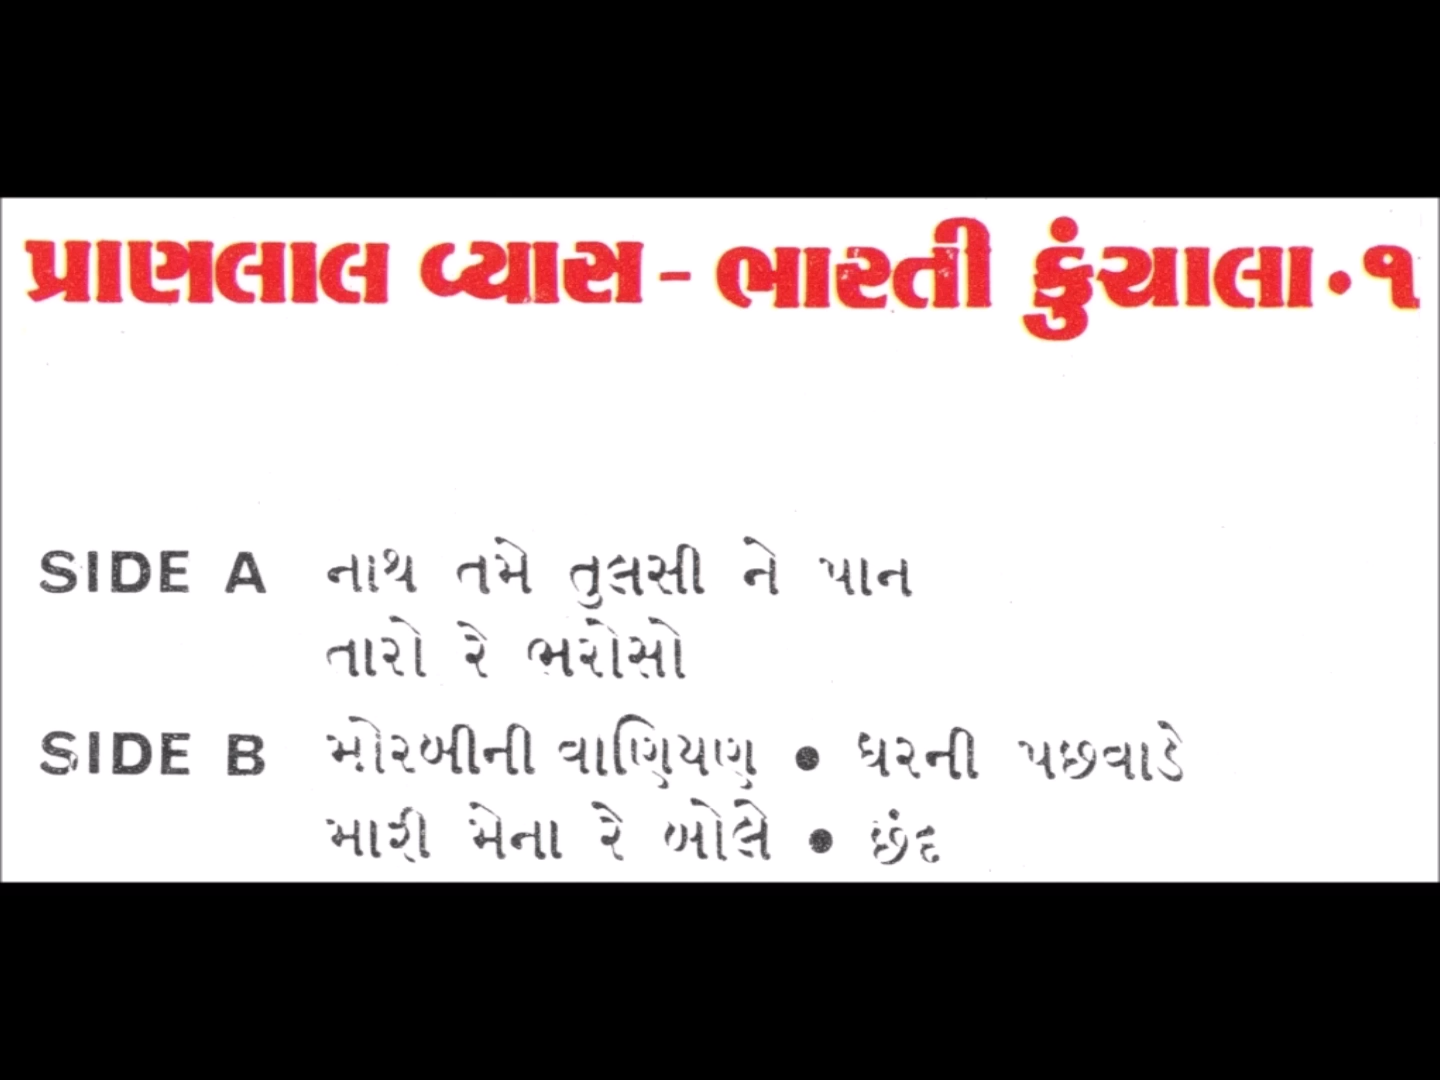 પ્રાણલાલ વ્યાસ - ભારતી કુંચાલા • ૧
SIDE A નાથ તમે તુલસી ને પાન
તારો રે ભરોસો
SIDE B મોરબીની વાણિયણ • ઘરની પછવાડે
મારી મેના રે બોલે • છંદ